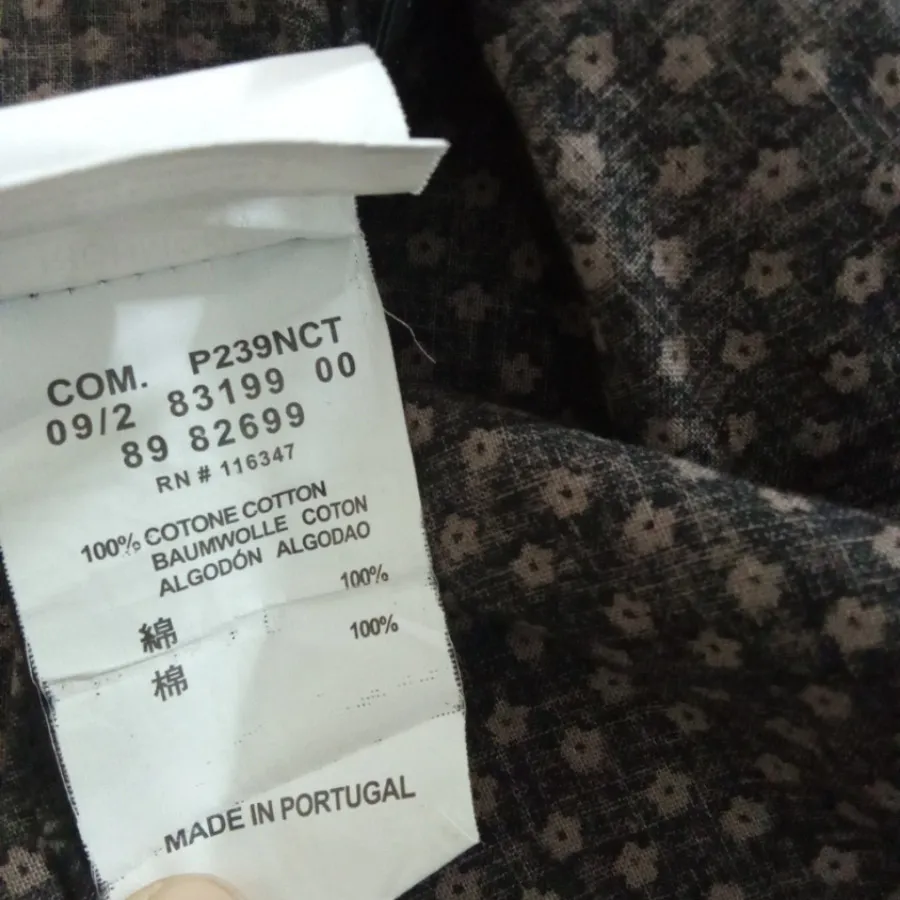 COM. P239NCT
09/2 83199 00
89 82699
RN # 116347
100% COTONE COTTON
BAUMWOLLE COTON
ALGODÓN ALGODAO
綿 100%
棉 100%
MADE IN PORTUGAL